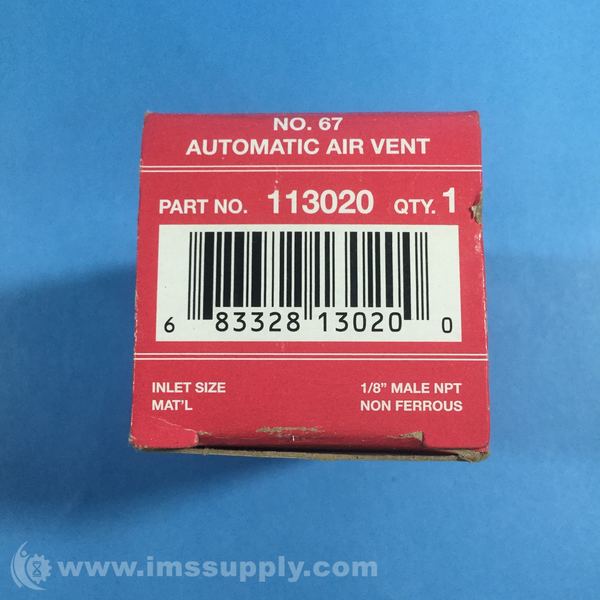 NO. 67
AUTOMATIC AIR VENT
PART NO. 113020 QTY. 1
6 83328 13020 0
INLET SIZE 1/8" MALE NPT
MAT'L NON FERROUS
www.imssupply.com